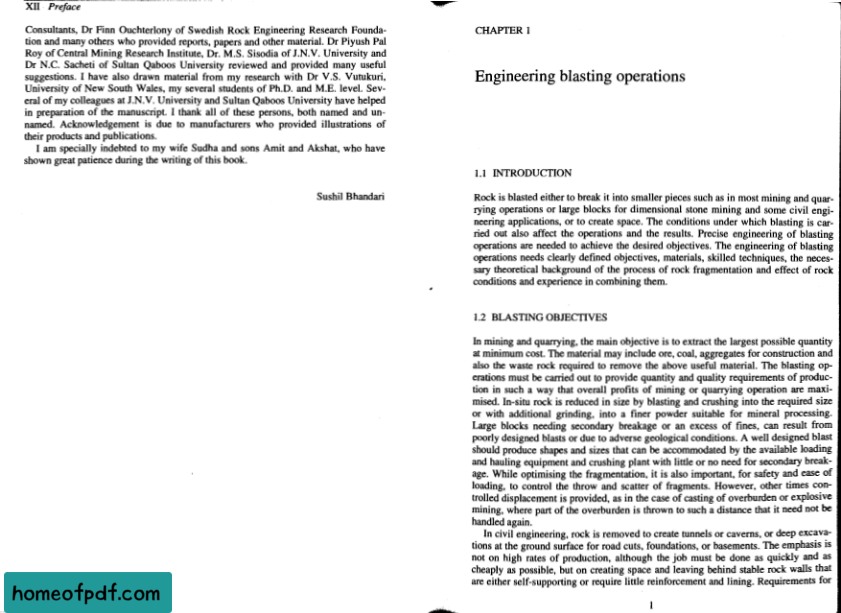 XII Preface
Consultants, Dr Finn Ouchterlony of Swedish Rock Engineering Research Founda-
tion and many others who provided reports, papers and other material. Dr Piyush Pal
Roy of Central Mining Research Institute, Dr. M.S. Sisodia of J.N.V. University and
Dr N.C. Sacheti of Sultan Qaboos University reviewed and provided many useful
suggestions. I have also drawn material from my research with Dr V.S. Vutukuri,
University of New South Wales, my several students of Ph.D. and M.E. level. Sev-
eral of my colleagues at J.N.V. University and Sultan Qaboos University have helped
in preparation of the manuscript. I thank all of these persons, both named and un-
named. Acknowledgement is due to manufacturers who provided illustrations of
their products and publications.
I am specially indebted to my wife Sudha and sons Amit and Akshat, who have
shown great patience during the writing of this book.
Sushil Bhandari
CHAPTER 1
Engineering blasting operations
1.1 INTRODUCTION
Rock is blasted either to break it into smaller pieces such as in most mining and quar-
rying operations or large blocks for dimensional stone mining and some civil engi-
neering applications, or to create space. The conditions under which blasting is car-
ried out also affect the operations and the results. Precise engineering of blasting
operations are needed to achieve the desired objectives. The engineering of blasting
operations needs clearly defined objectives, materials, skilled techniques, the neces-
sary theoretical background of the process of rock fragmentation and effect of rock
conditions and experience in combining them.
1.2 BLASTING OBJECTIVES
In mining and quarrying, the main objective is to extract the largest possible quantity
at minimum cost. The material may include ore, coal, aggregates for construction and
also the waste rock required to remove the above useful material. The blasting op-
erations must be carried out to provide quantity and quality requirements of produc-
tion in such a way that overall profits of mining or quarrying operation are maxi-
mised. In-situ rock is reduced in size by blasting and crushing into the required size
or with additional grinding, into a finer powder suitable for mineral processing.
Large blocks needing secondary breakage or an excess of fines, can result from
poorly designed blasts or due to adverse geological conditions. A well designed blast
should produce shapes and sizes that can be accommodated by the available loading
and hauling equipment and crushing plant with little or no need for secondary break-
age. While optimising the fragmentation, it is also important, for safety and ease of
loading, to control the throw and scatter of fragments. However, other times con-
trolled displacement is provided, as in the case of casting of overburden or explosive
mining, where part of the overburden is thrown to such a distance that it need not be
handled again.
In civil engineering, rock is removed to create tunnels or caverns, or deep excava-
tions at the ground surface for road cuts, foundations, or basements. The emphasis is
not on high rates of production, although the job must be done as quickly and as
cheaply as possible, but on creating space and leaving behind stable rock walls that
are either self-supporting or require little reinforcement and lining. Requirements for
1
homeofpdf.com